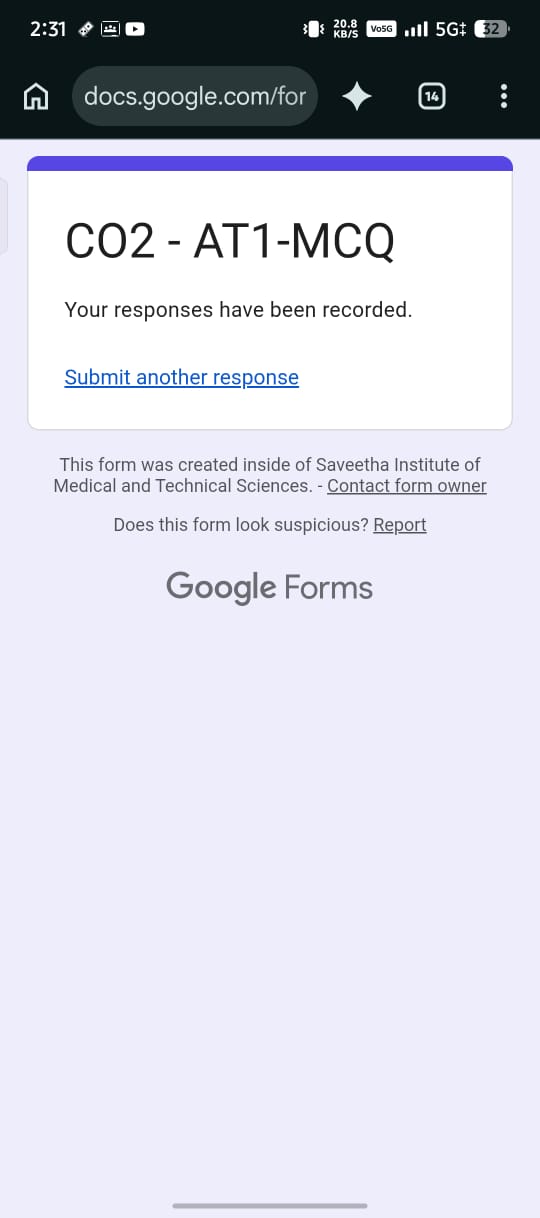 2:31 20.8 KB/S Vo5G 5G‡ 32
docs.google.com/for 14
CO2 - AT1-MCQ
Your responses have been recorded.
Submit another response
This form was created inside of Saveetha Institute of
Medical and Technical Sciences. - Contact form owner
Does this form look suspicious? Report
Google Forms